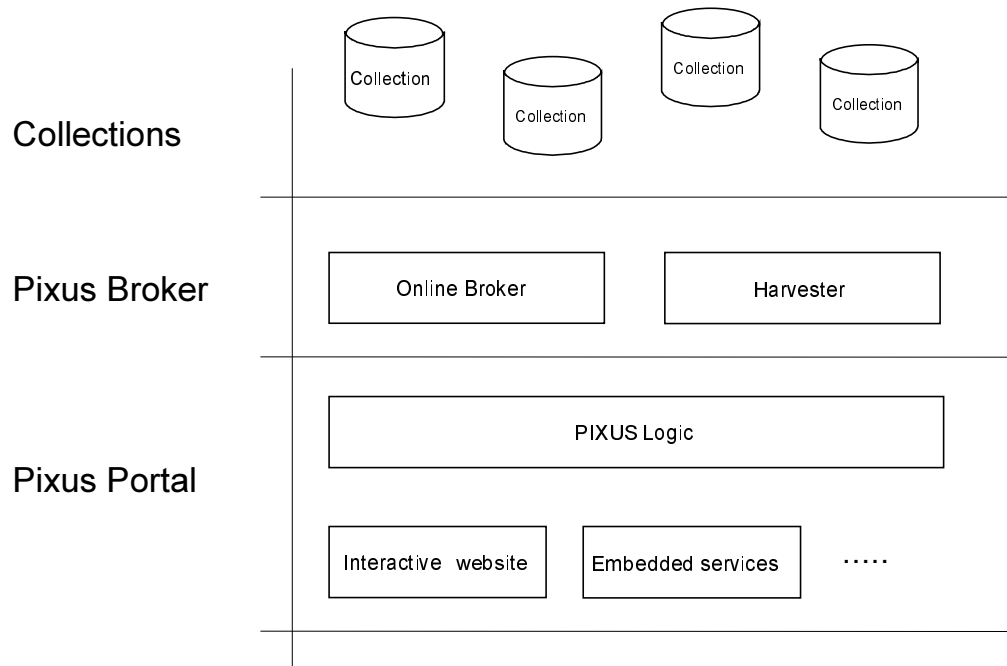 Collection
Collection
Collection
Collection
Collections
Pixus Broker
Online Broker
Harvester
PIXUS Logic
Pixus Portal
Interactive website
Embedded services
.....